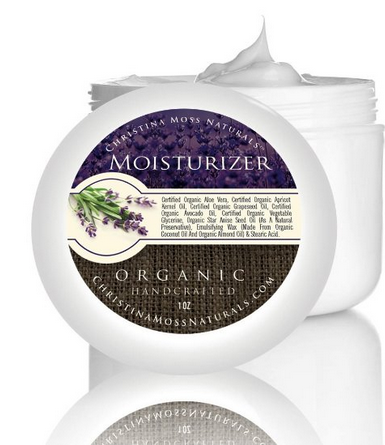 CHRISTINA MOSS NATURALS
MOISTURIZER
Certified Organic Aloe Vera, Certified Organic Apricot
Kernel Oil, Certified Organic Grapeseed Oil, Certified
Organic Avocado Oil, Certified Organic Vegetable
Glycerine, Organic Star Anise Seed Oil (As A Natural
Preservative), Emulsifying Wax (Made From Organic
Coconut Oil And Organic Almond Oil) & Stearic Acid.
ORGANIC
HANDCRAFTED
1 OZ
CHRISTINAMOSSNATURALS.COM